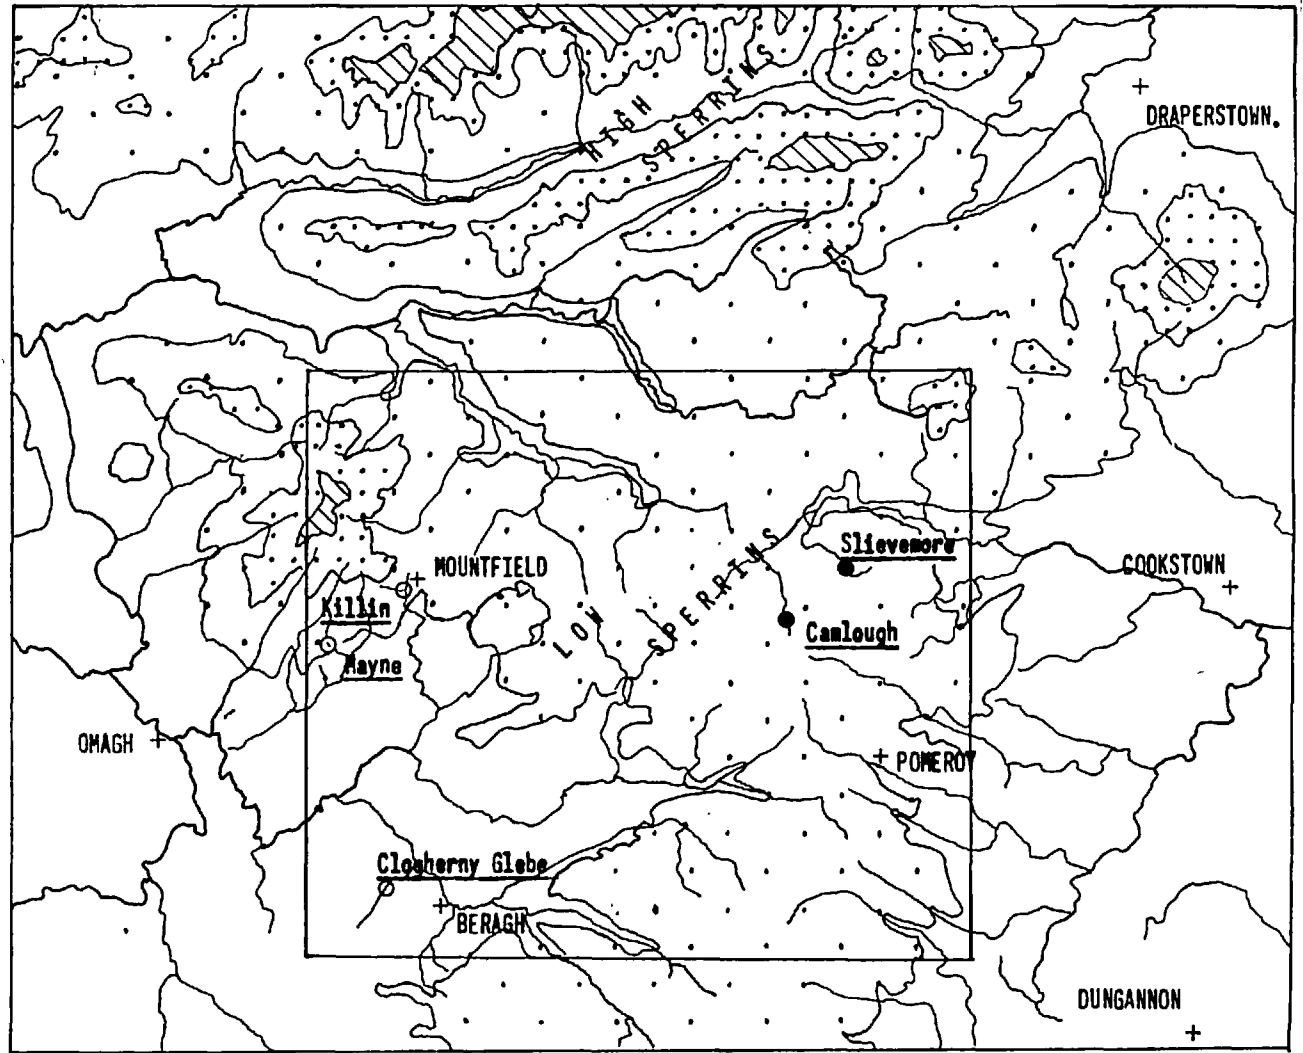 HIGH
SPERRINS
DRAPERSTOWN.
Slievemore
MOUNTFIELD
COOKSTOWN
Killin
LOW
SPERRINS
Camlough
Mayne
OMAGH
POMEROY
Clogherny Glebe
BERAGH
DUNGANNON